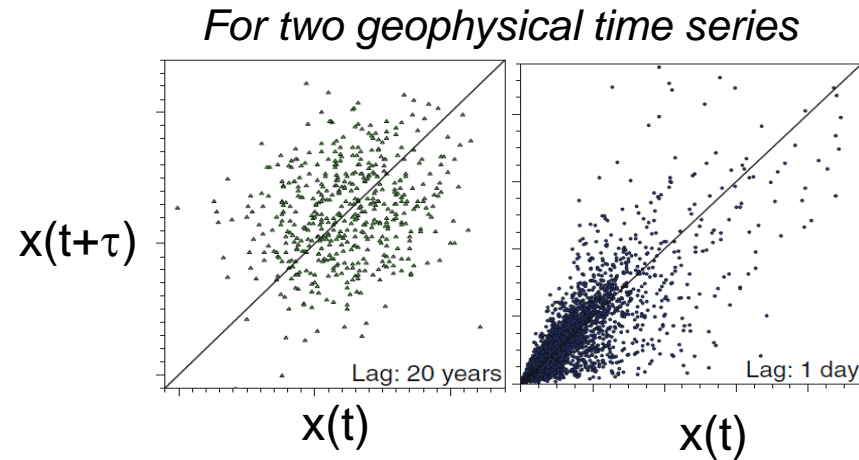 For two geophysical time series
x(t+τ)
Lag: 20 years
Lag: 1 day
x(t)
x(t)